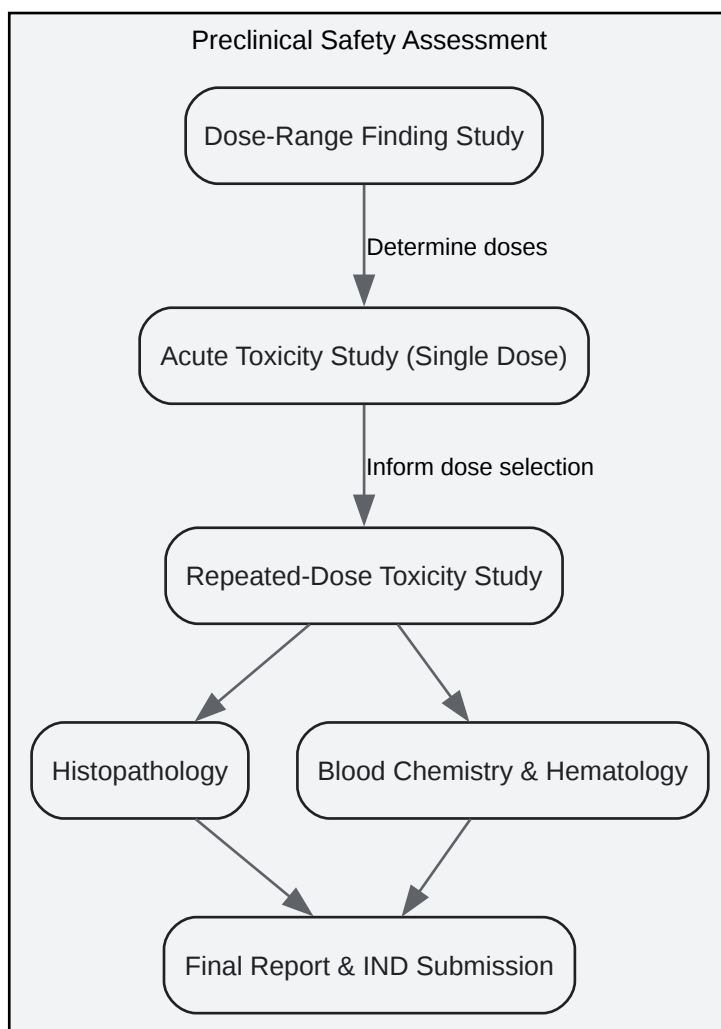 Preclinical Safety Assessment
Dose-Range Finding Study
Determine doses
Acute Toxicity Study (Single Dose)
Inform dose selection
Repeated-Dose Toxicity Study
Histopathology
Blood Chemistry & Hematology
Final Report & IND Submission